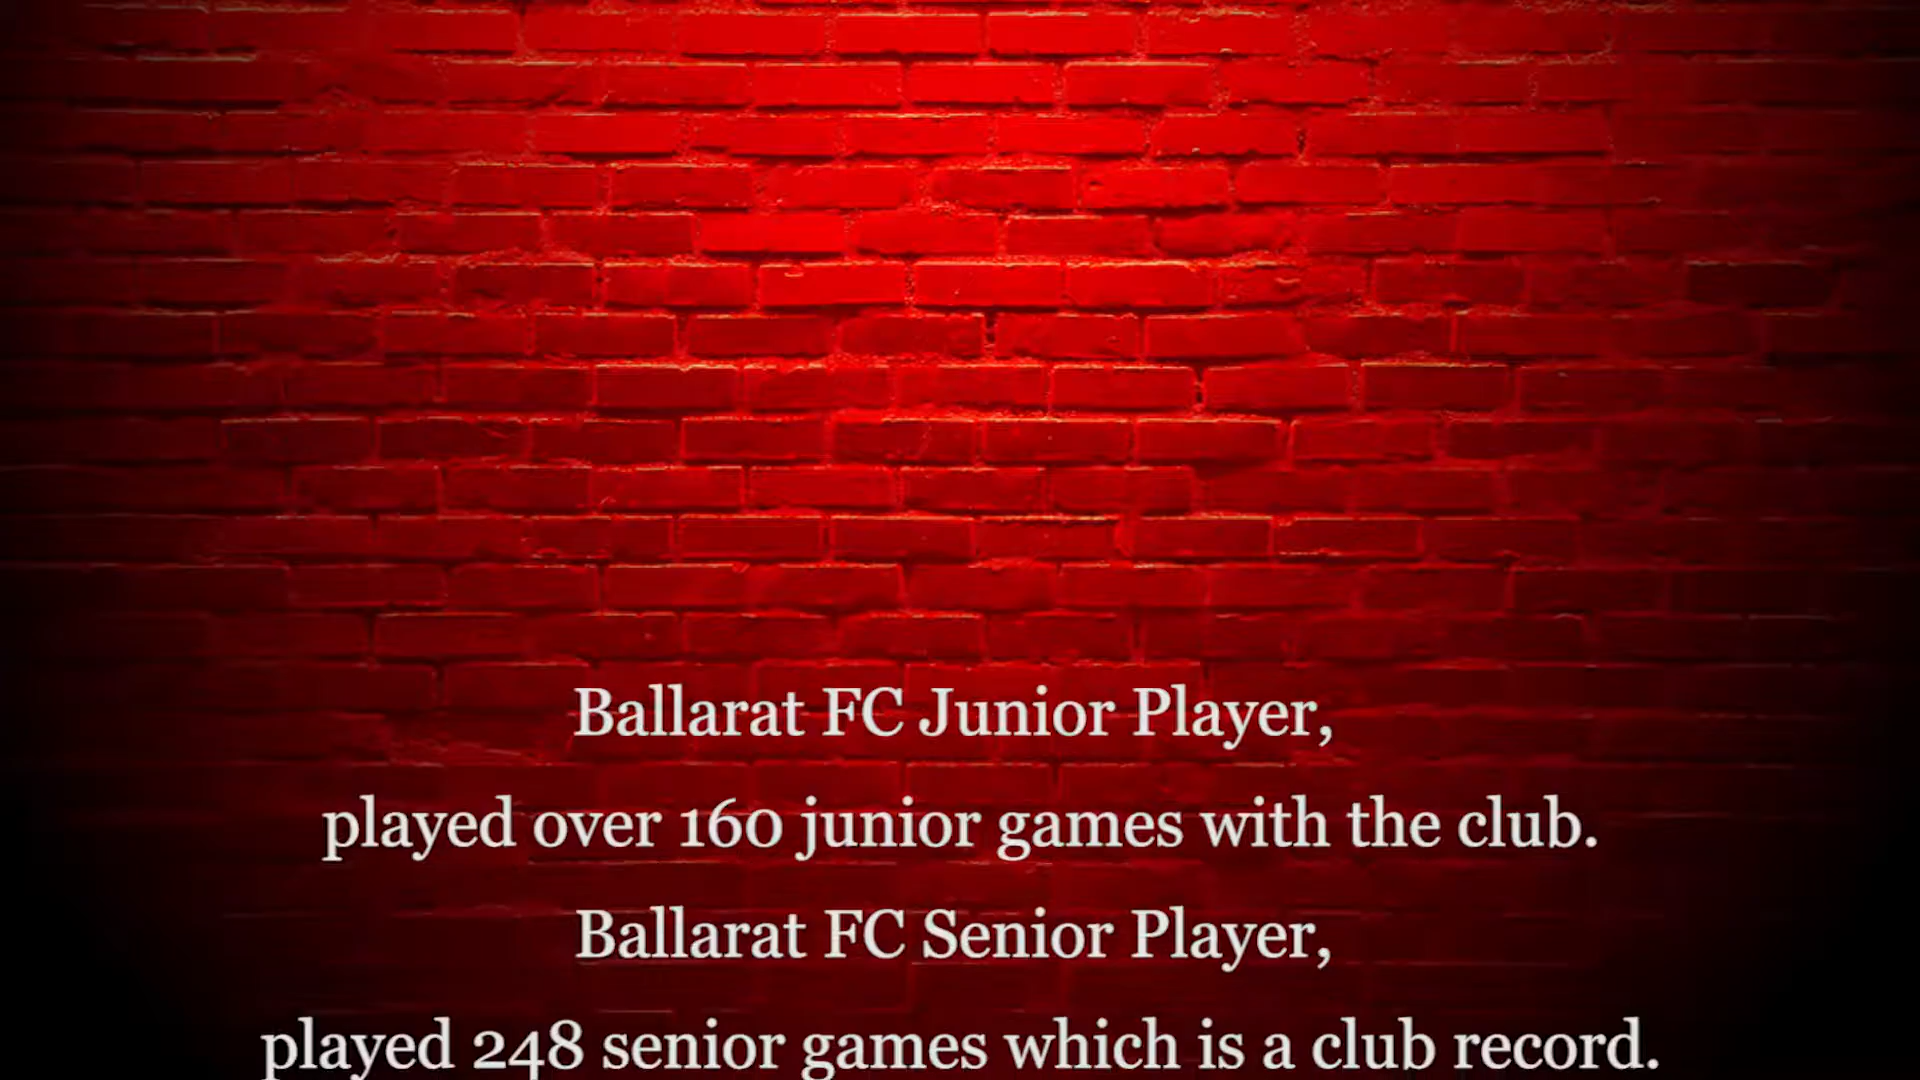 Ballarat FC Junior Player,
played over 160 junior games with the club.
Ballarat FC Senior Player,
played 248 senior games which is a club record.